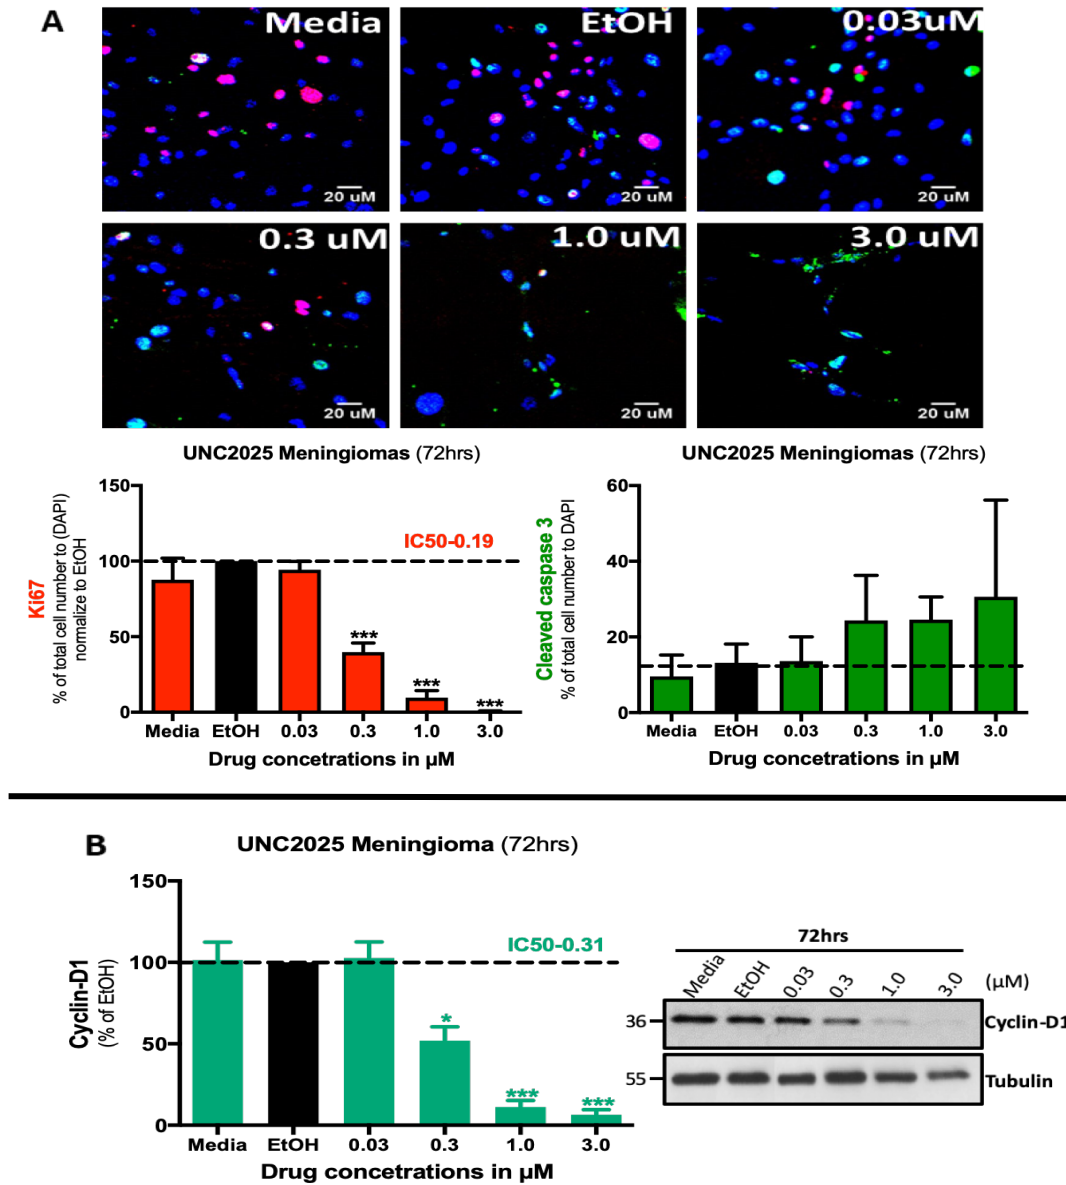 A
Media
EtOH
0.03uM
20 uM
20 uM
20 uM
0.3 uM
1.0 uM
3.0 uM
20 uM
20 uM
20 uM
UNC2025 Meningiomas (72hrs)
Ki67
% of total cell number to (DAPI)
normalize to EtOH
150
100
50
0
IC50-0.19
***
***
***
Media EtOH 0.03 0.3 1.0 3.0
Drug concetrations in µM
UNC2025 Meningiomas (72hrs)
Cleaved caspase 3
% of total cell number to DAPI
60
40
20
0
Media EtOH 0.03 0.3 1.0 3.0
Drug concetrations in µM
B
UNC2025 Meningioma (72hrs)
Cyclin-D1
(% of EtOH)
150
100
50
0
IC50-0.31
*
***
***
Media EtOH 0.03 0.3 1.0 3.0
Drug concetrations in µM
72hrs
Media EtOH 0.03 0.3 1.0 3.0 (µM)
36 Cyclin-D1
55 Tubulin